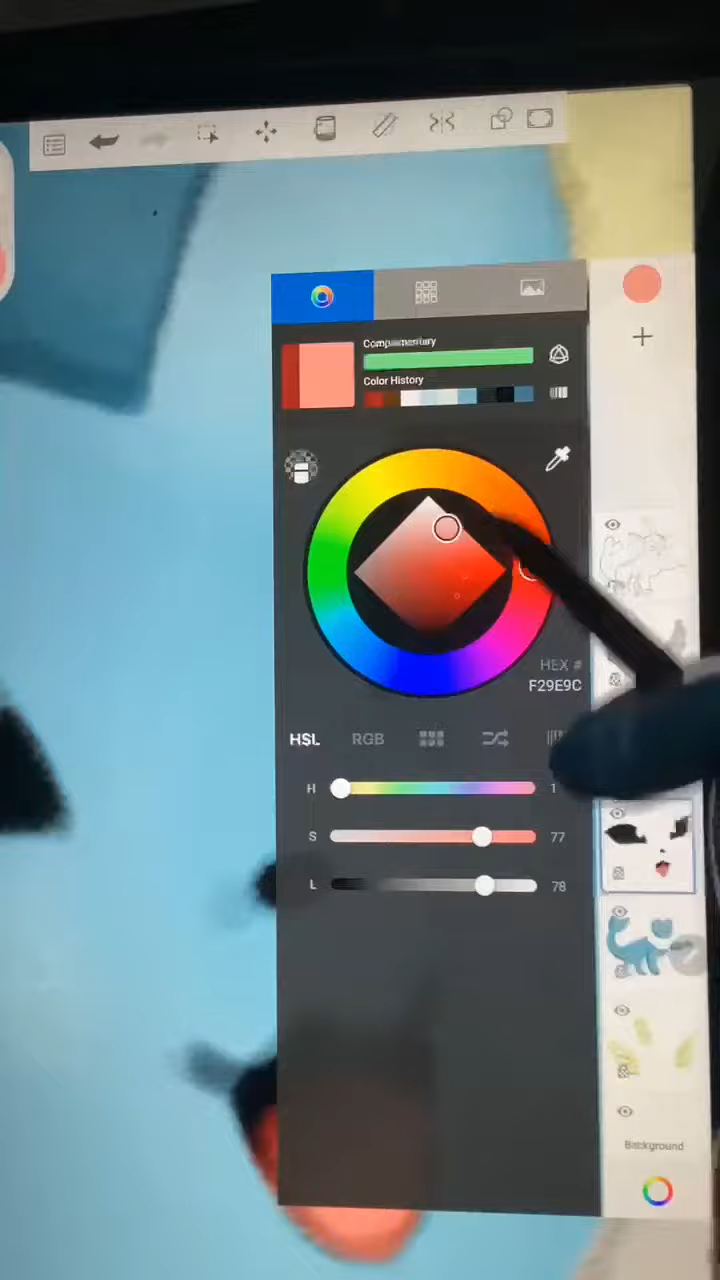 Complementary
Color History
HEX #
F29E9C
HSL
RGB
H
1
S
77
L
78
Background